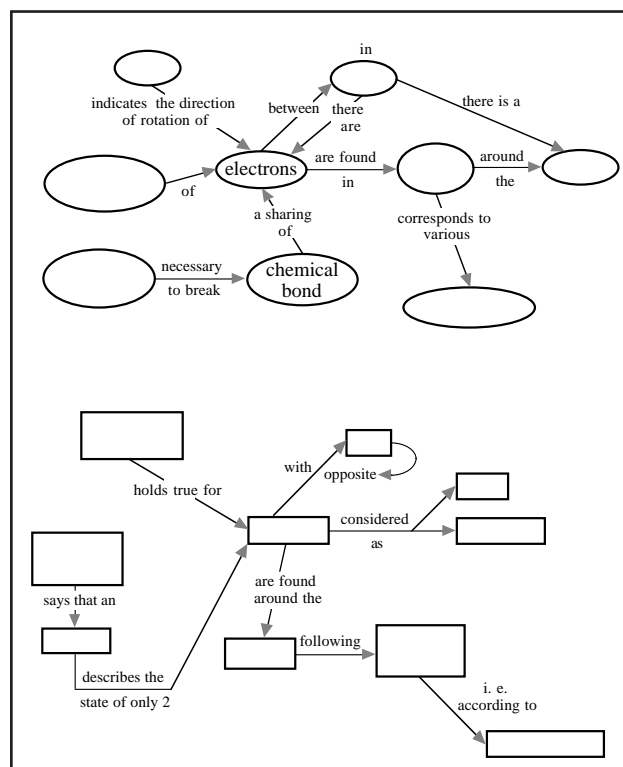 in
indicates the direction
of rotation of
between
there
are
there is a
electrons
of
are found
in
around
the
a sharing
of
corresponds to
various
necessary
to break
chemical
bond
with
opposite
holds true for
considered
as
are found
around the
says that an
following
describes the
state of only 2
i. e.
according to